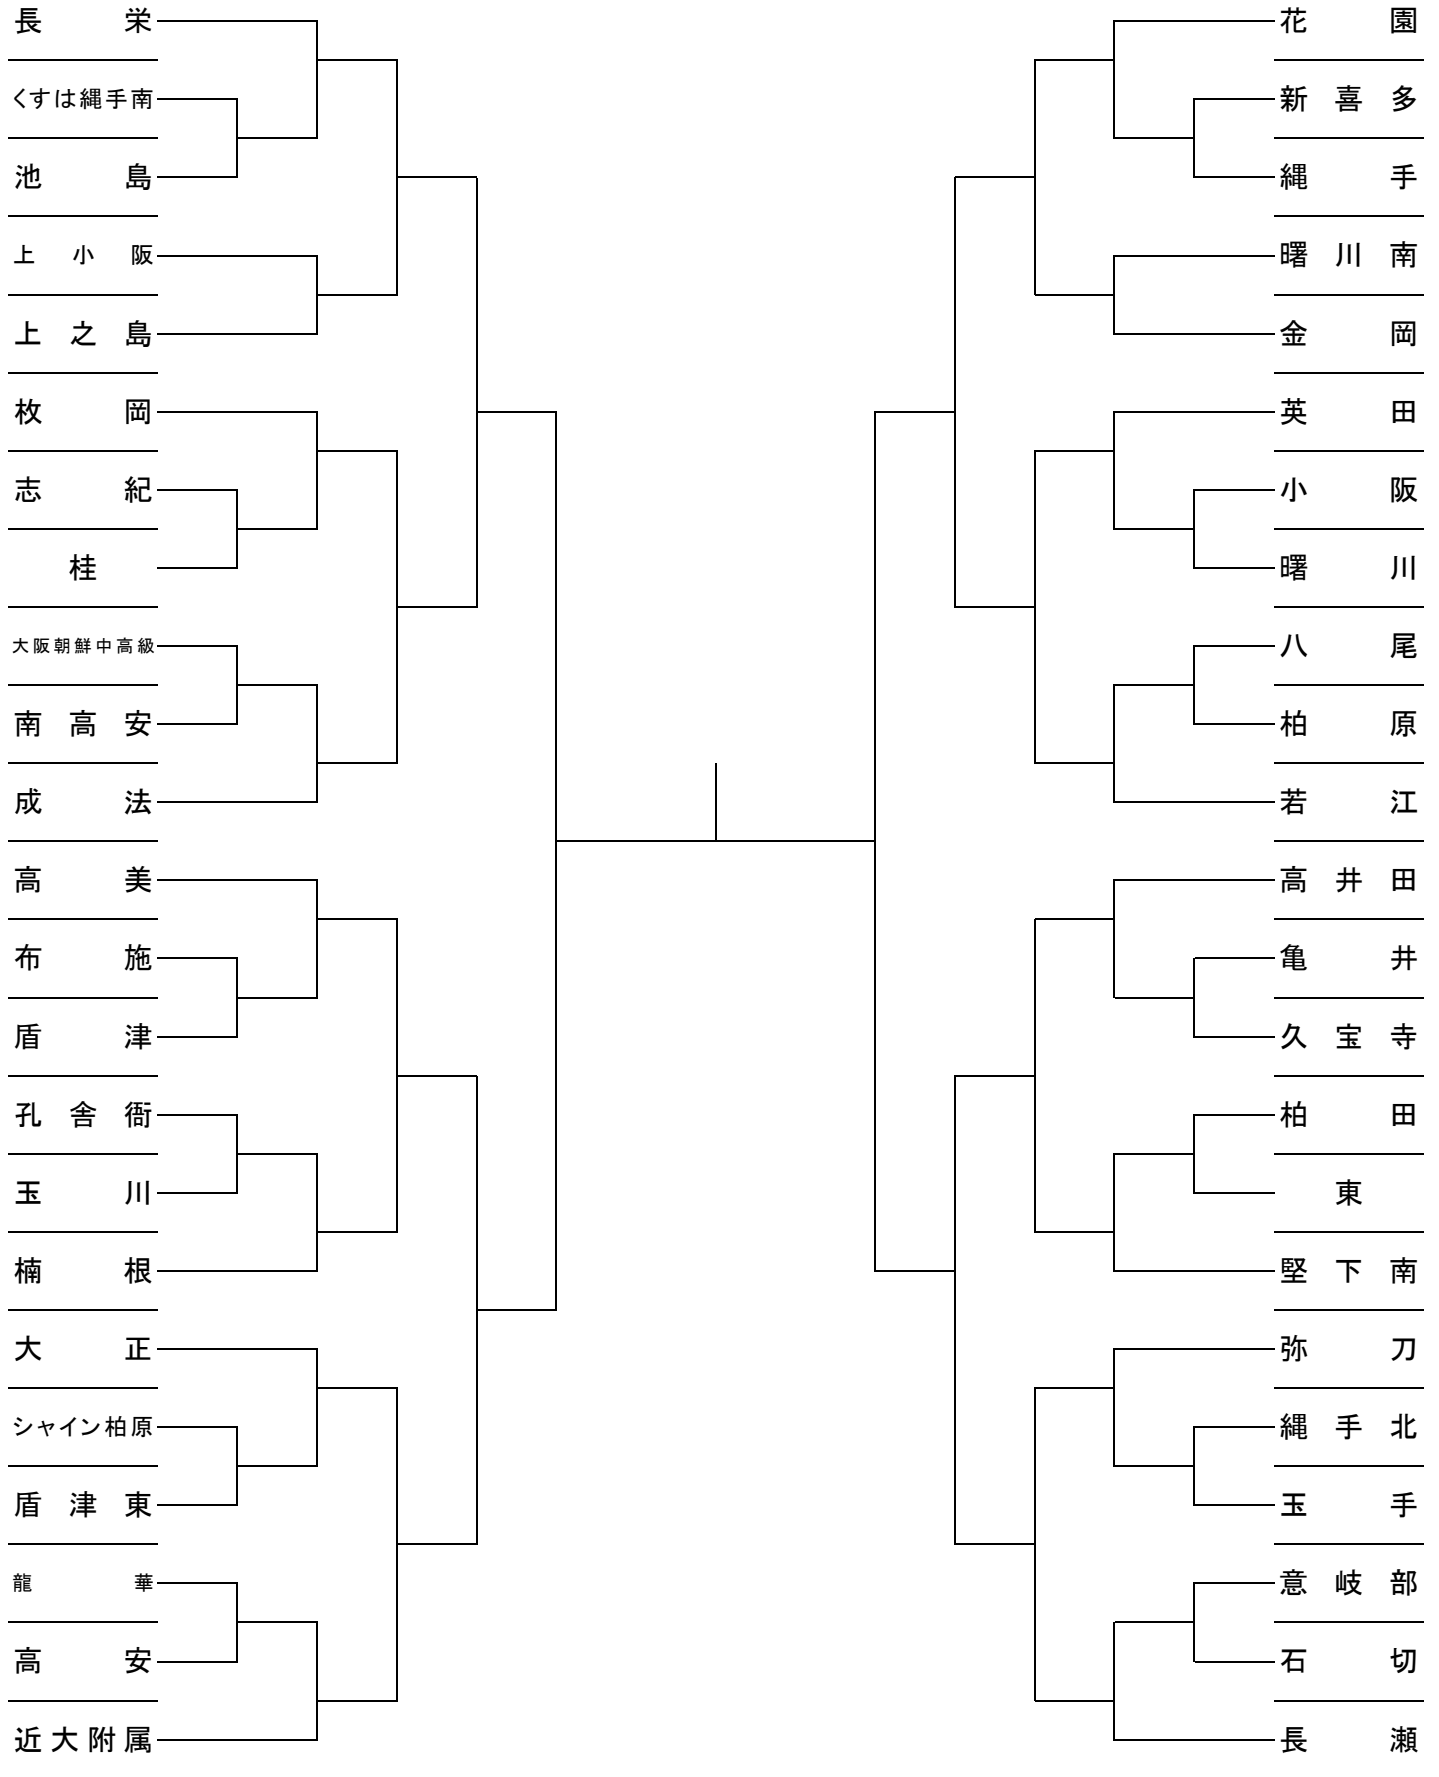 長栄
くすは縄手南
池島
上小阪
上之島
枚岡
志紀
桂
大阪朝鮮中高級
南高安
成法
高美
布施
盾津
孔舎衙
玉川
楠根
大正
シャイン柏原
盾津東
龍華
高安
近大附属
花園
新喜多
縄手
曙川南
金岡
英田
小阪
曙川
八尾
柏原
若江
高井田
亀井
久宝寺
柏田
東
堅下南
弥刀
縄手北
玉手
意岐部
石切
長瀬